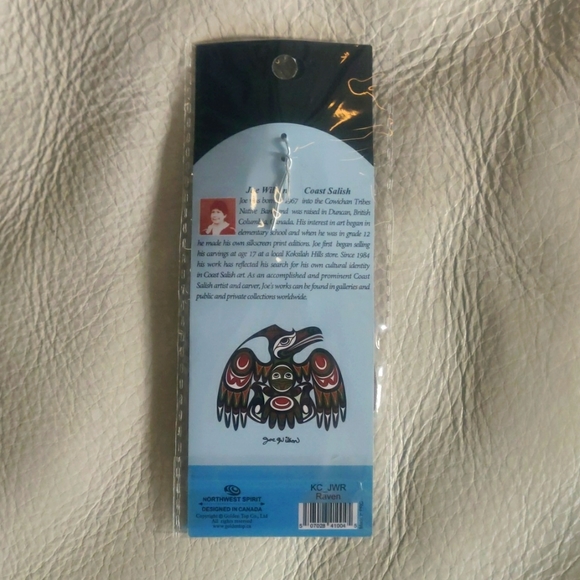 Joe Wilson Coast Salish
Joe was born in 1967 into the Cowichan Tribes
Native Band and was raised in Duncan, British
Columbia, Canada. His interest in art began in
elementary school and when he was in grade 12
he made his own silkscreen print editions. Joe first began selling
his carvings at age 17 at a local Koksilah Hills store. Since 1984
his work has reflected his search for his own cultural identity
in Coast Salish art. As an accomplished and prominent Coast
Salish artist and carver, Joe's works can be found in galleries and
public and private collections worldwide.
NORTHWEST SPIRIT
DESIGNED IN CANADA
All rights reserved
KC_JWR
Raven